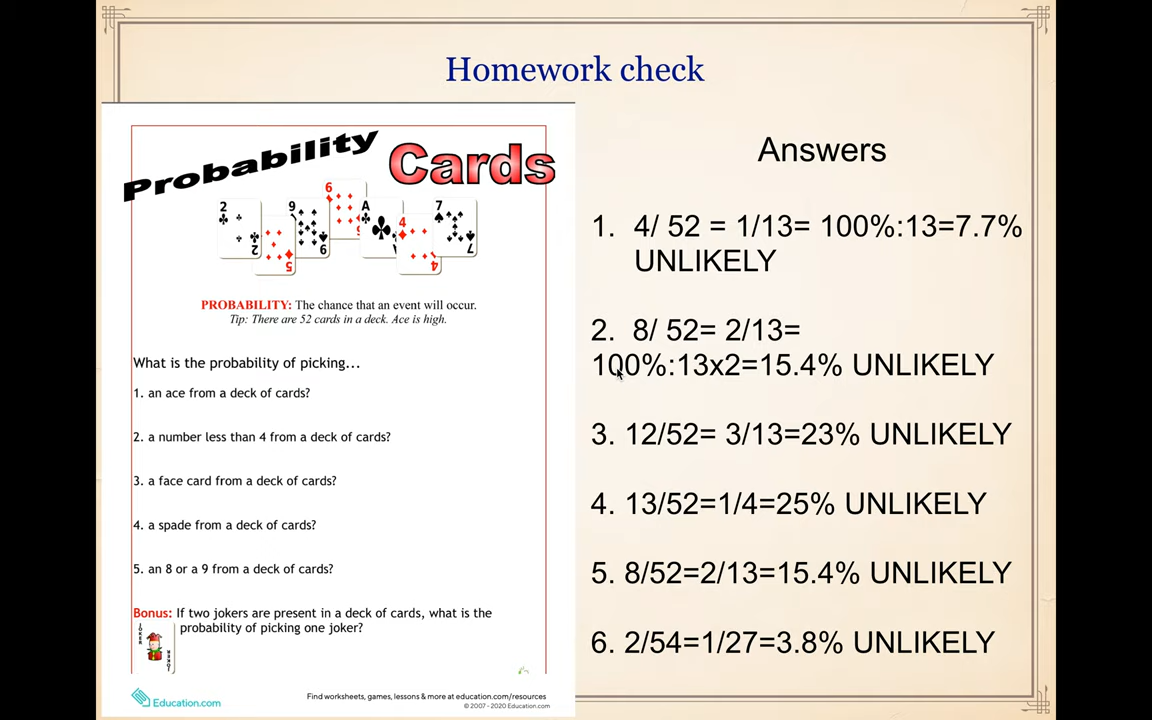 Homework check
Probability Cards
2
5
9
6
A
4
7
2
5
9
4
7
PROBABILITY: The chance that an event will occur.
Tip: There are 52 cards in a deck. Ace is high.
What is the probability of picking...
1. an ace from a deck of cards?
2. a number less than 4 from a deck of cards?
3. a face card from a deck of cards?
4. a spade from a deck of cards?
5. an 8 or a 9 from a deck of cards?
Bonus: If two jokers are present in a deck of cards, what is the
probability of picking one joker?
JOKER
JOKER
Education.com
Find worksheets, games, lessons & more at education.com/resources
© 2007 - 2020 Education.com
Answers
1. 4/ 52 = 1/13= 100%:13=7.7%
UNLIKELY
2. 8/ 52= 2/13=
100%:13x2=15.4% UNLIKELY
3. 12/52= 3/13=23% UNLIKELY
4. 13/52=1/4=25% UNLIKELY
5. 8/52=2/13=15.4% UNLIKELY
6. 2/54=1/27=3.8% UNLIKELY